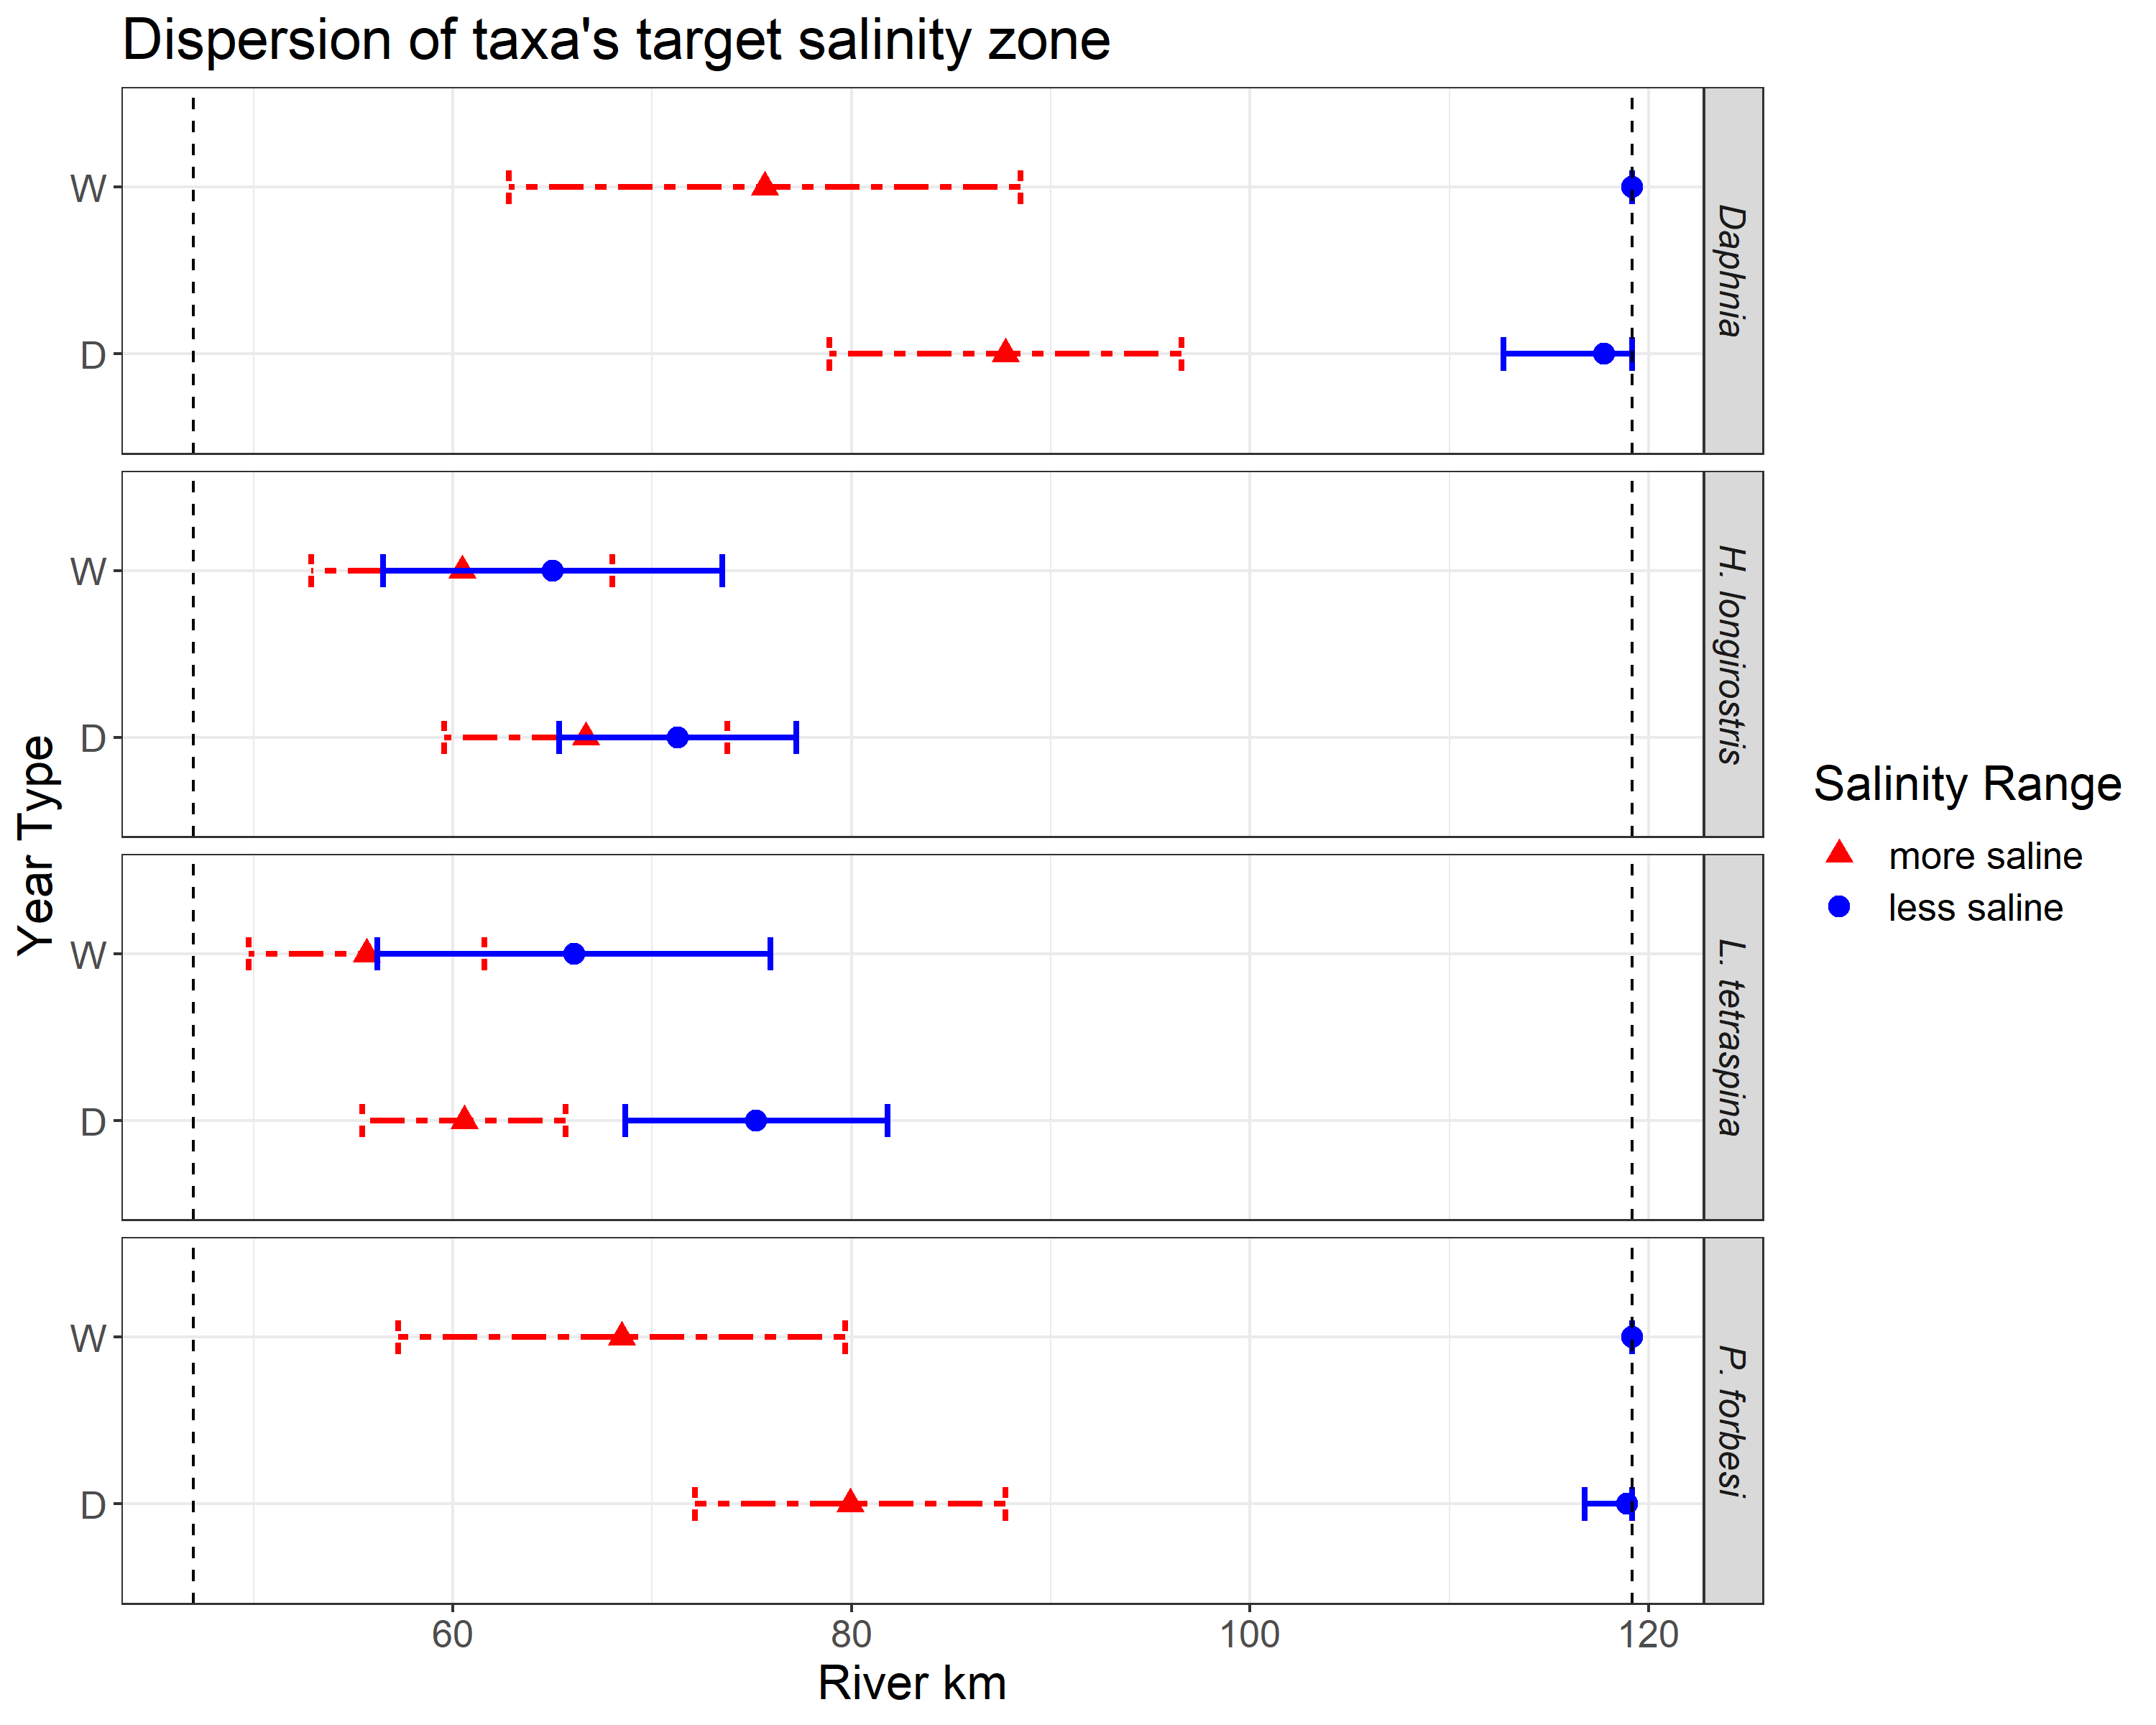 Dispersion of taxa's target salinity zone
W
D
Daphnia
W
D
H. longirostris
W
D
L. tetraspina
W
D
P. forbesi
Year Type
60
80
100
120
River km
Salinity Range
more saline
less saline